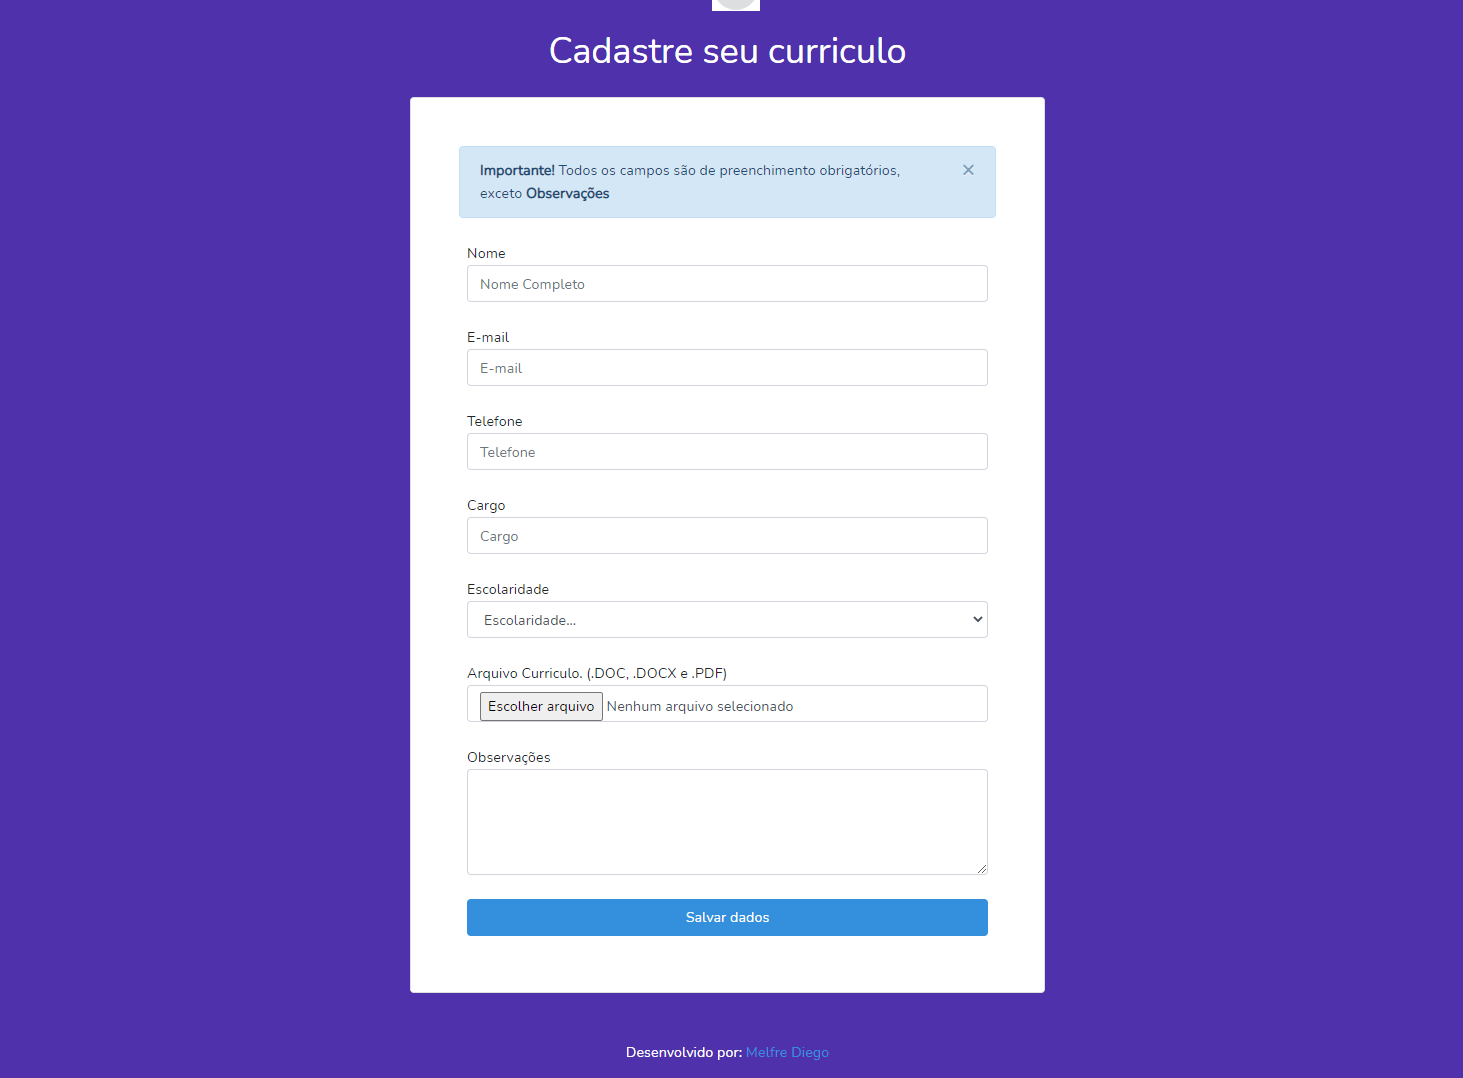 Cadastre seu curriculo
Importante! Todos os campos são de preenchimento obrigatórios,
exceto Observações
×
Nome
Nome Completo
E-mail
E-mail
Telefone
Telefone
Cargo
Cargo
Escolaridade
Escolaridade...
Arquivo Curriculo. (.DOC, .DOCX e .PDF)
Escolher arquivo Nenhum arquivo selecionado
Observações
Salvar dados
Desenvolvido por: Melfre Diego